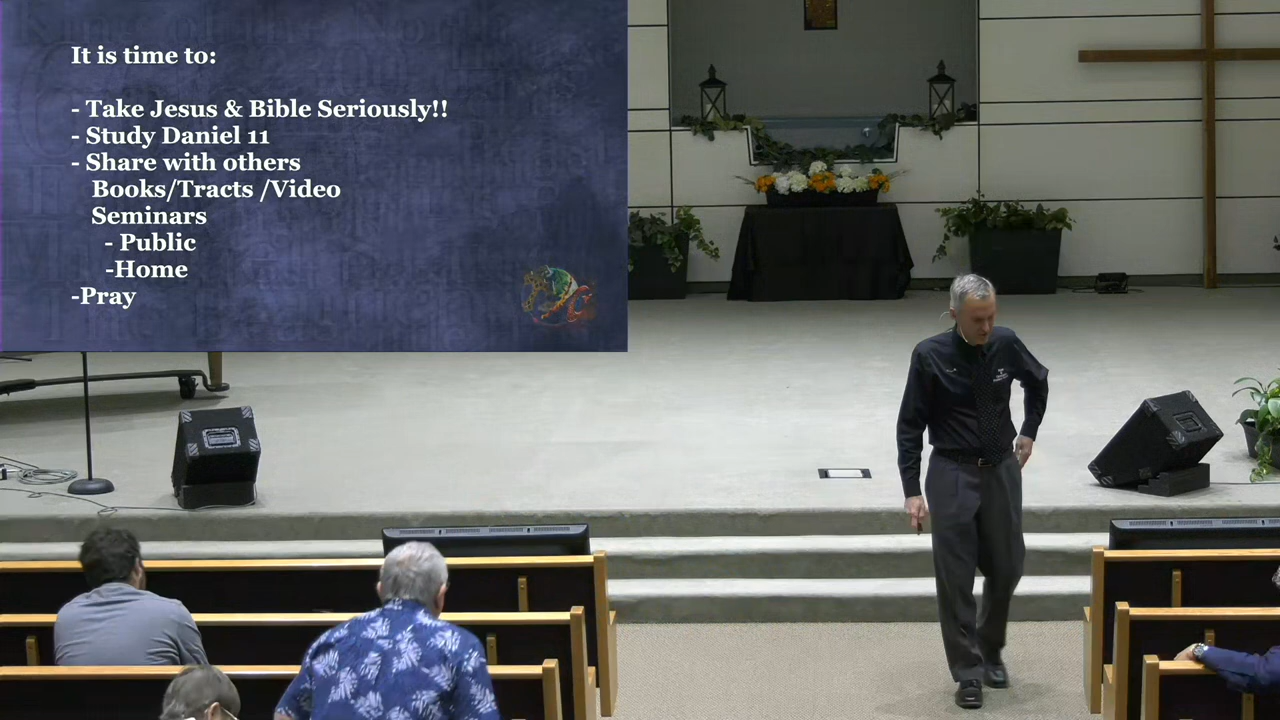 It is time to:
- Take Jesus & Bible Seriously!!
- Study Daniel 11
- Share with others
Books/Tracts /Video
Seminars
- Public
-Home
-Pray